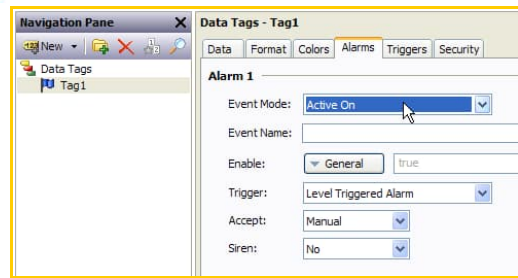 Navigation Pane X
New
Data Tags
Tag1
Data Tags - Tag1
Data Format Colors Alarms Triggers Security
Alarm 1
Event Mode: Active On
Event Name:
Enable: General true
Trigger: Level Triggered Alarm
Accept: Manual
Siren: No